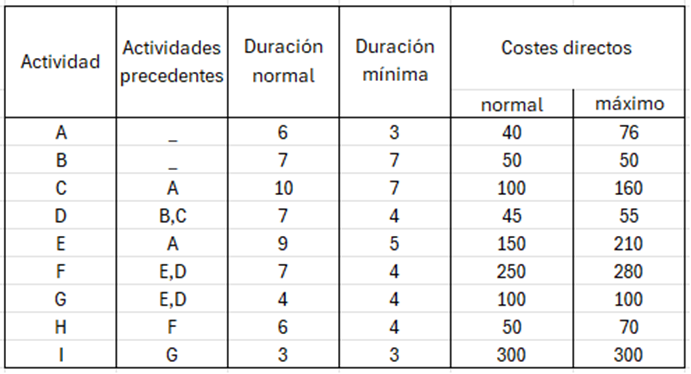 Actividad Actividades precedentes Duración normal Duración mínima Costes directos
normal máximo
A _ 6 3 40 76
B _ 7 7 50 50
C A 10 7 100 160
D B,C 7 4 45 55
E A 9 5 150 210
F E,D 7 4 250 280
G E,D 4 4 100 100
H F 6 4 50 70
I G 3 3 300 300